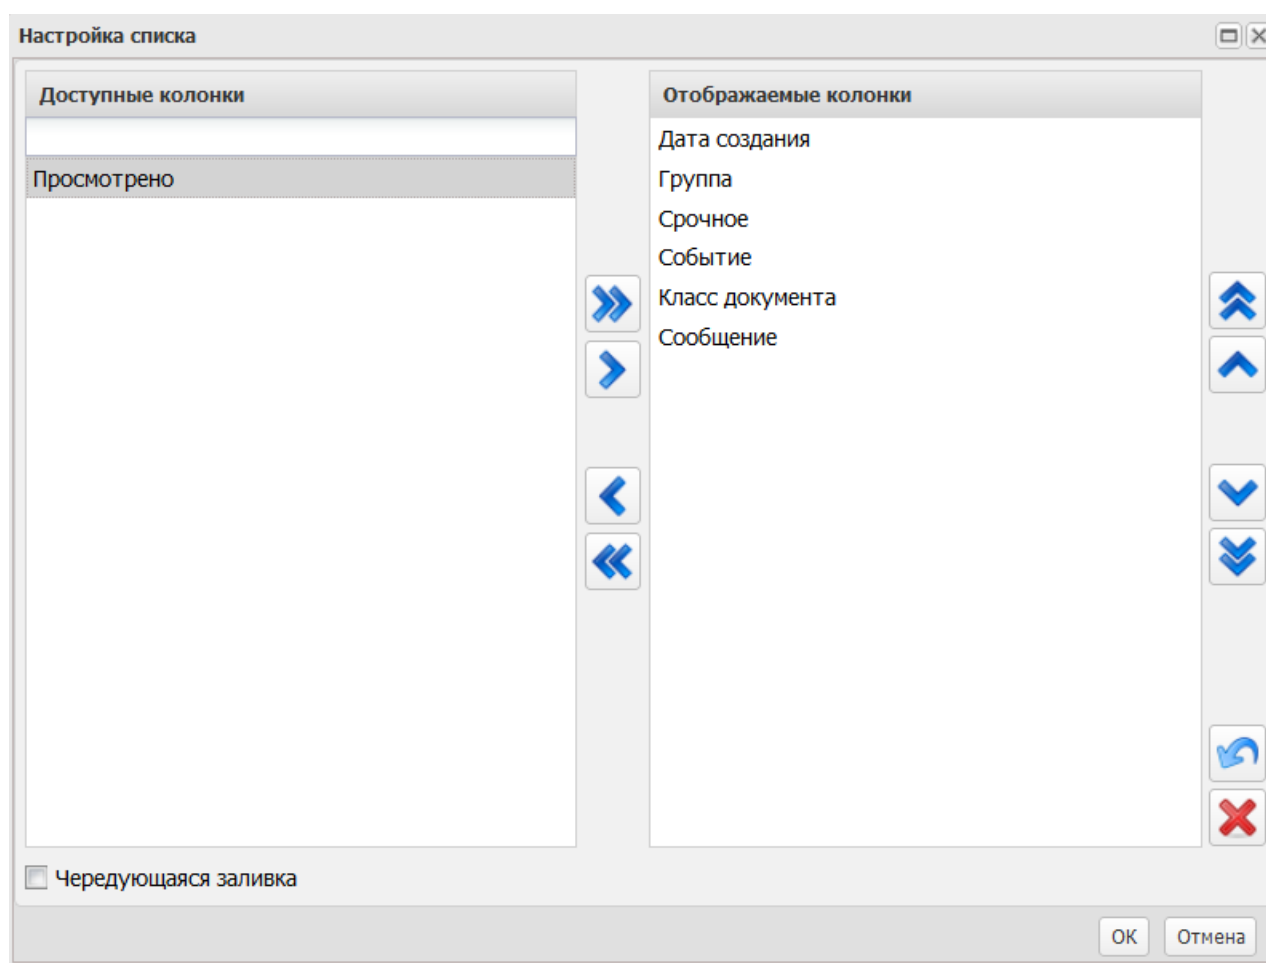 Настройка списка
Доступные колонки
Просмотрено
Отображаемые колонки
Дата создания
Группа
Срочное
Событие
Класс документа
Сообщение
Чередующаяся заливка
ОК
Отмена